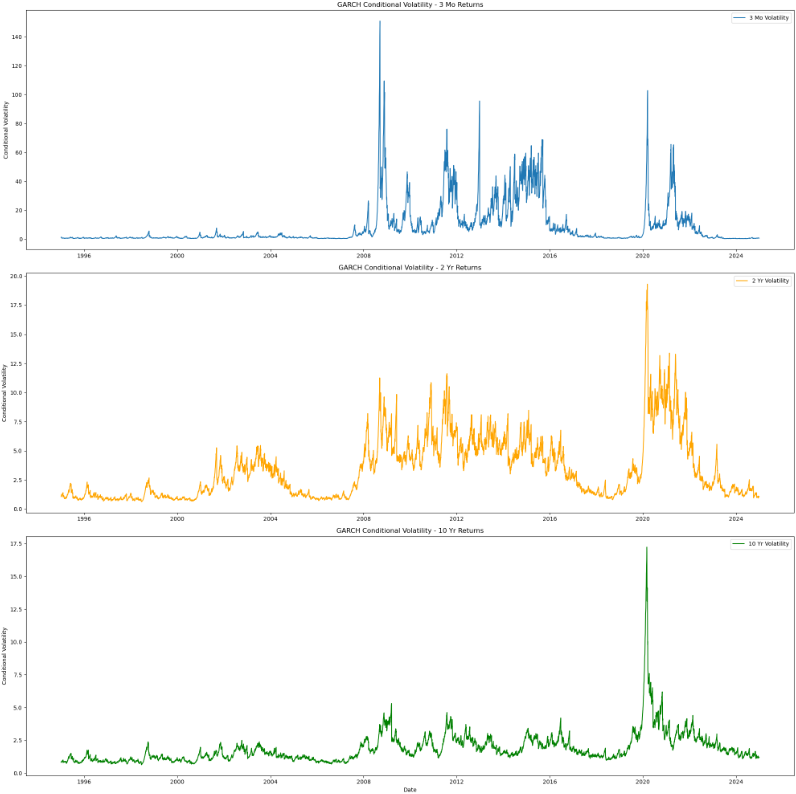 GARCH Conditional Volatility - 3 Mo Returns
3 Mo Volatility
Conditional Volatility
140
120
100
80
60
40
20
0
1996 2000 2004 2008 2012 2016 2020 2024
GARCH Conditional Volatility - 2 Yr Returns
2 Yr Volatility
Conditional Volatility
20.0
17.5
15.0
12.5
10.0
7.5
5.0
2.5
0.0
1996 2000 2004 2008 2012 2016 2020 2024
GARCH Conditional Volatility - 10 Yr Returns
10 Yr Volatility
Conditional Volatility
17.5
15.0
12.5
10.0
7.5
5.0
2.5
0.0
1996 2000 2004 2008 2012 2016 2020 2024
Date